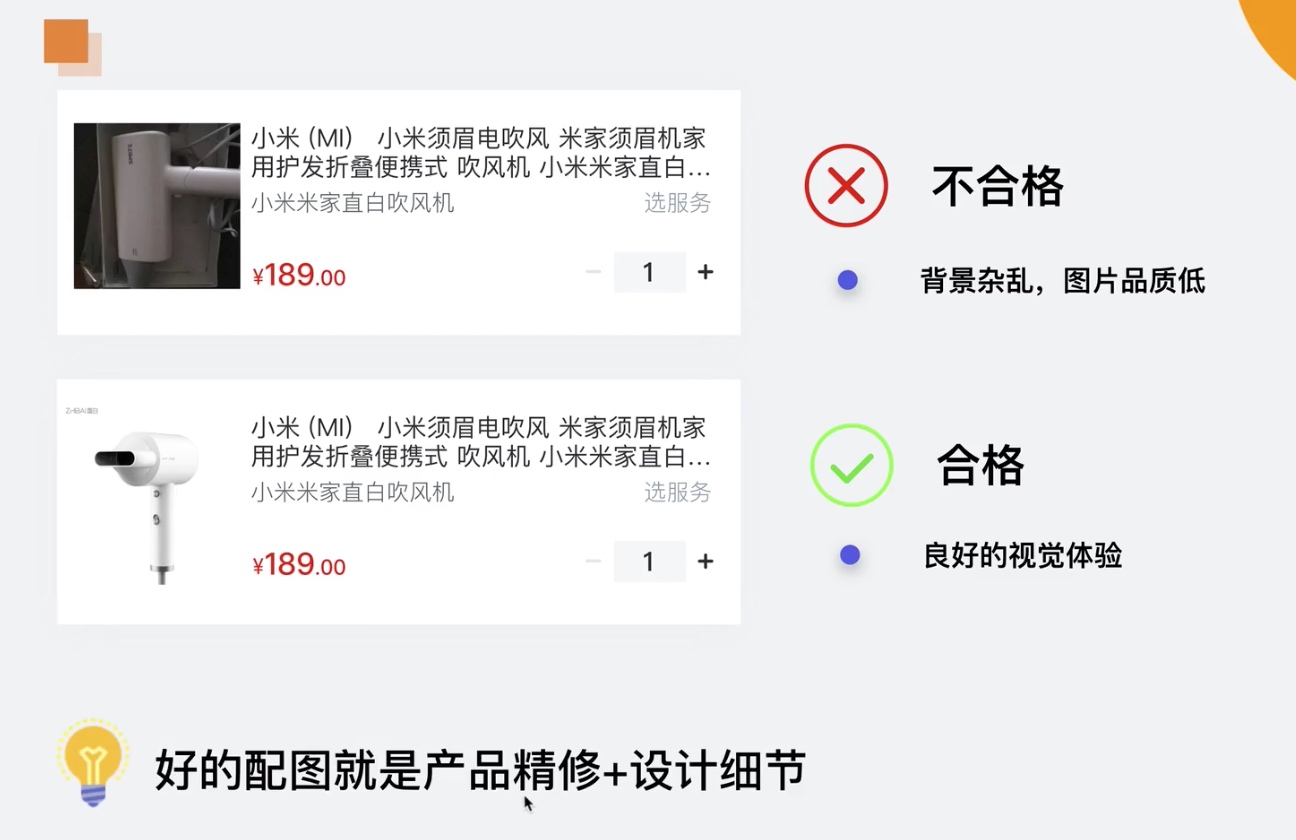 小米 (MI) 小米须眉电吹风 米家须眉机家
用护发折叠便携式 吹风机 小米米家直白...
小米米家直白吹风机 选服务
¥189.00 − 1 +
不合格
背景杂乱，图片品质低
ZHIBAI直白
小米 (MI) 小米须眉电吹风 米家须眉机家
用护发折叠便携式 吹风机 小米米家直白...
小米米家直白吹风机 选服务
¥189.00 − 1 +
合格
良好的视觉体验
好的配图就是产品精修+设计细节